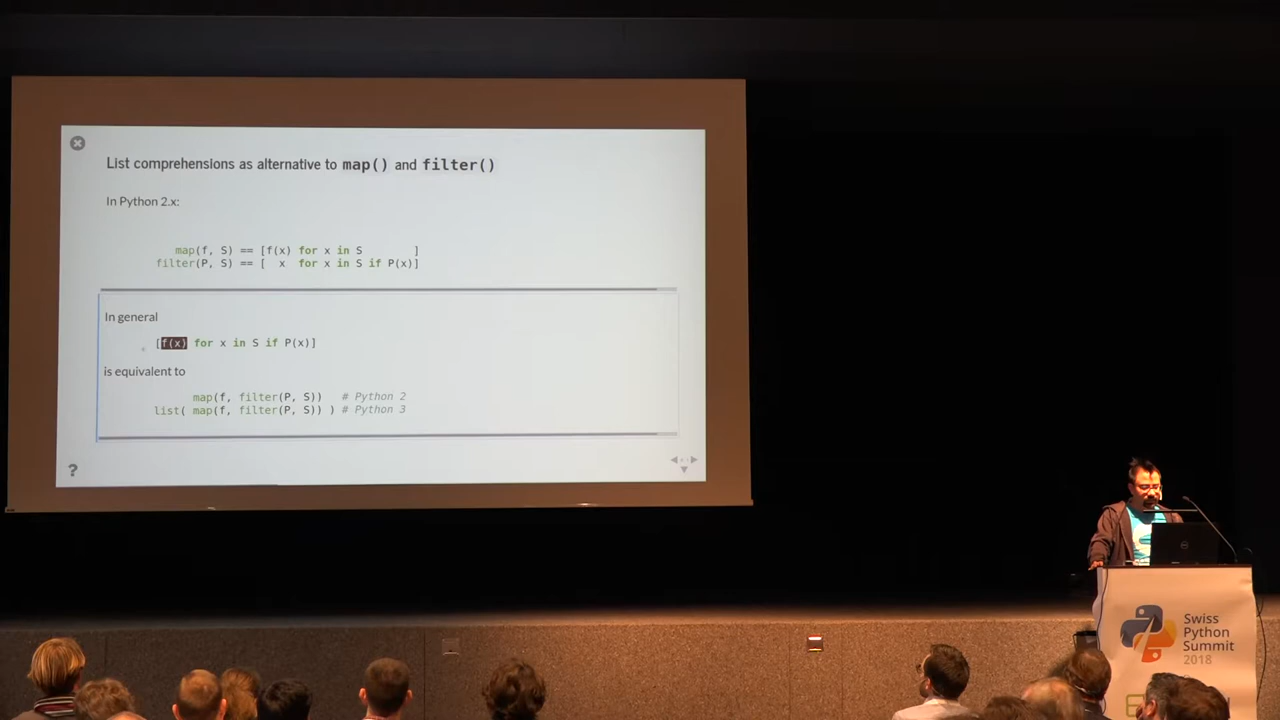 List comprehensions as alternative to map() and filter()
In Python 2.x:
map(f, S) == [f(x) for x in S ]
filter(P, S) == [ x for x in S if P(x)]
In general
[f(x) for x in S if P(x)]
is equivalent to
map(f, filter(P, S)) # Python 2
list( map(f, filter(P, S)) ) # Python 3
?
Swiss
Python
Summit
2018